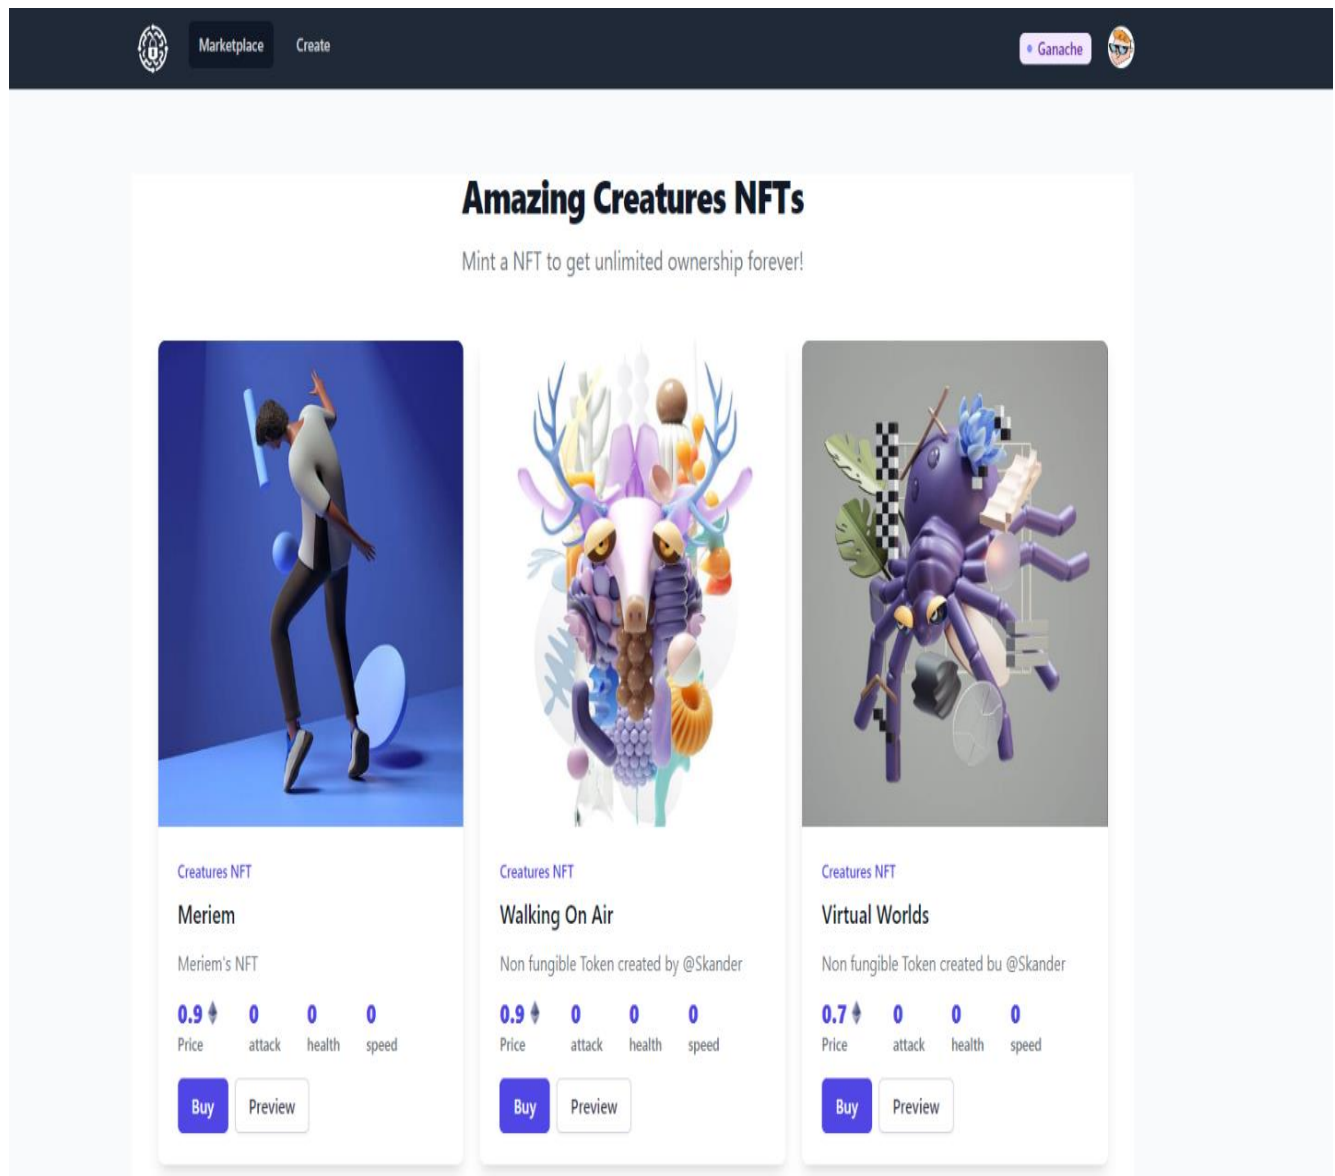 Marketplace Create Ganache
Amazing Creatures NFTs
Mint a NFT to get unlimited ownership forever!
Creatures NFT
Meriem
Meriem's NFT
0.9 0 0 0
Price attack health speed
Buy Preview
Creatures NFT
Walking On Air
Non fungible Token created by @Skander
0.9 0 0 0
Price attack health speed
Buy Preview
Creatures NFT
Virtual Worlds
Non fungible Token created bu @Skander
0.7 0 0 0
Price attack health speed
Buy Preview